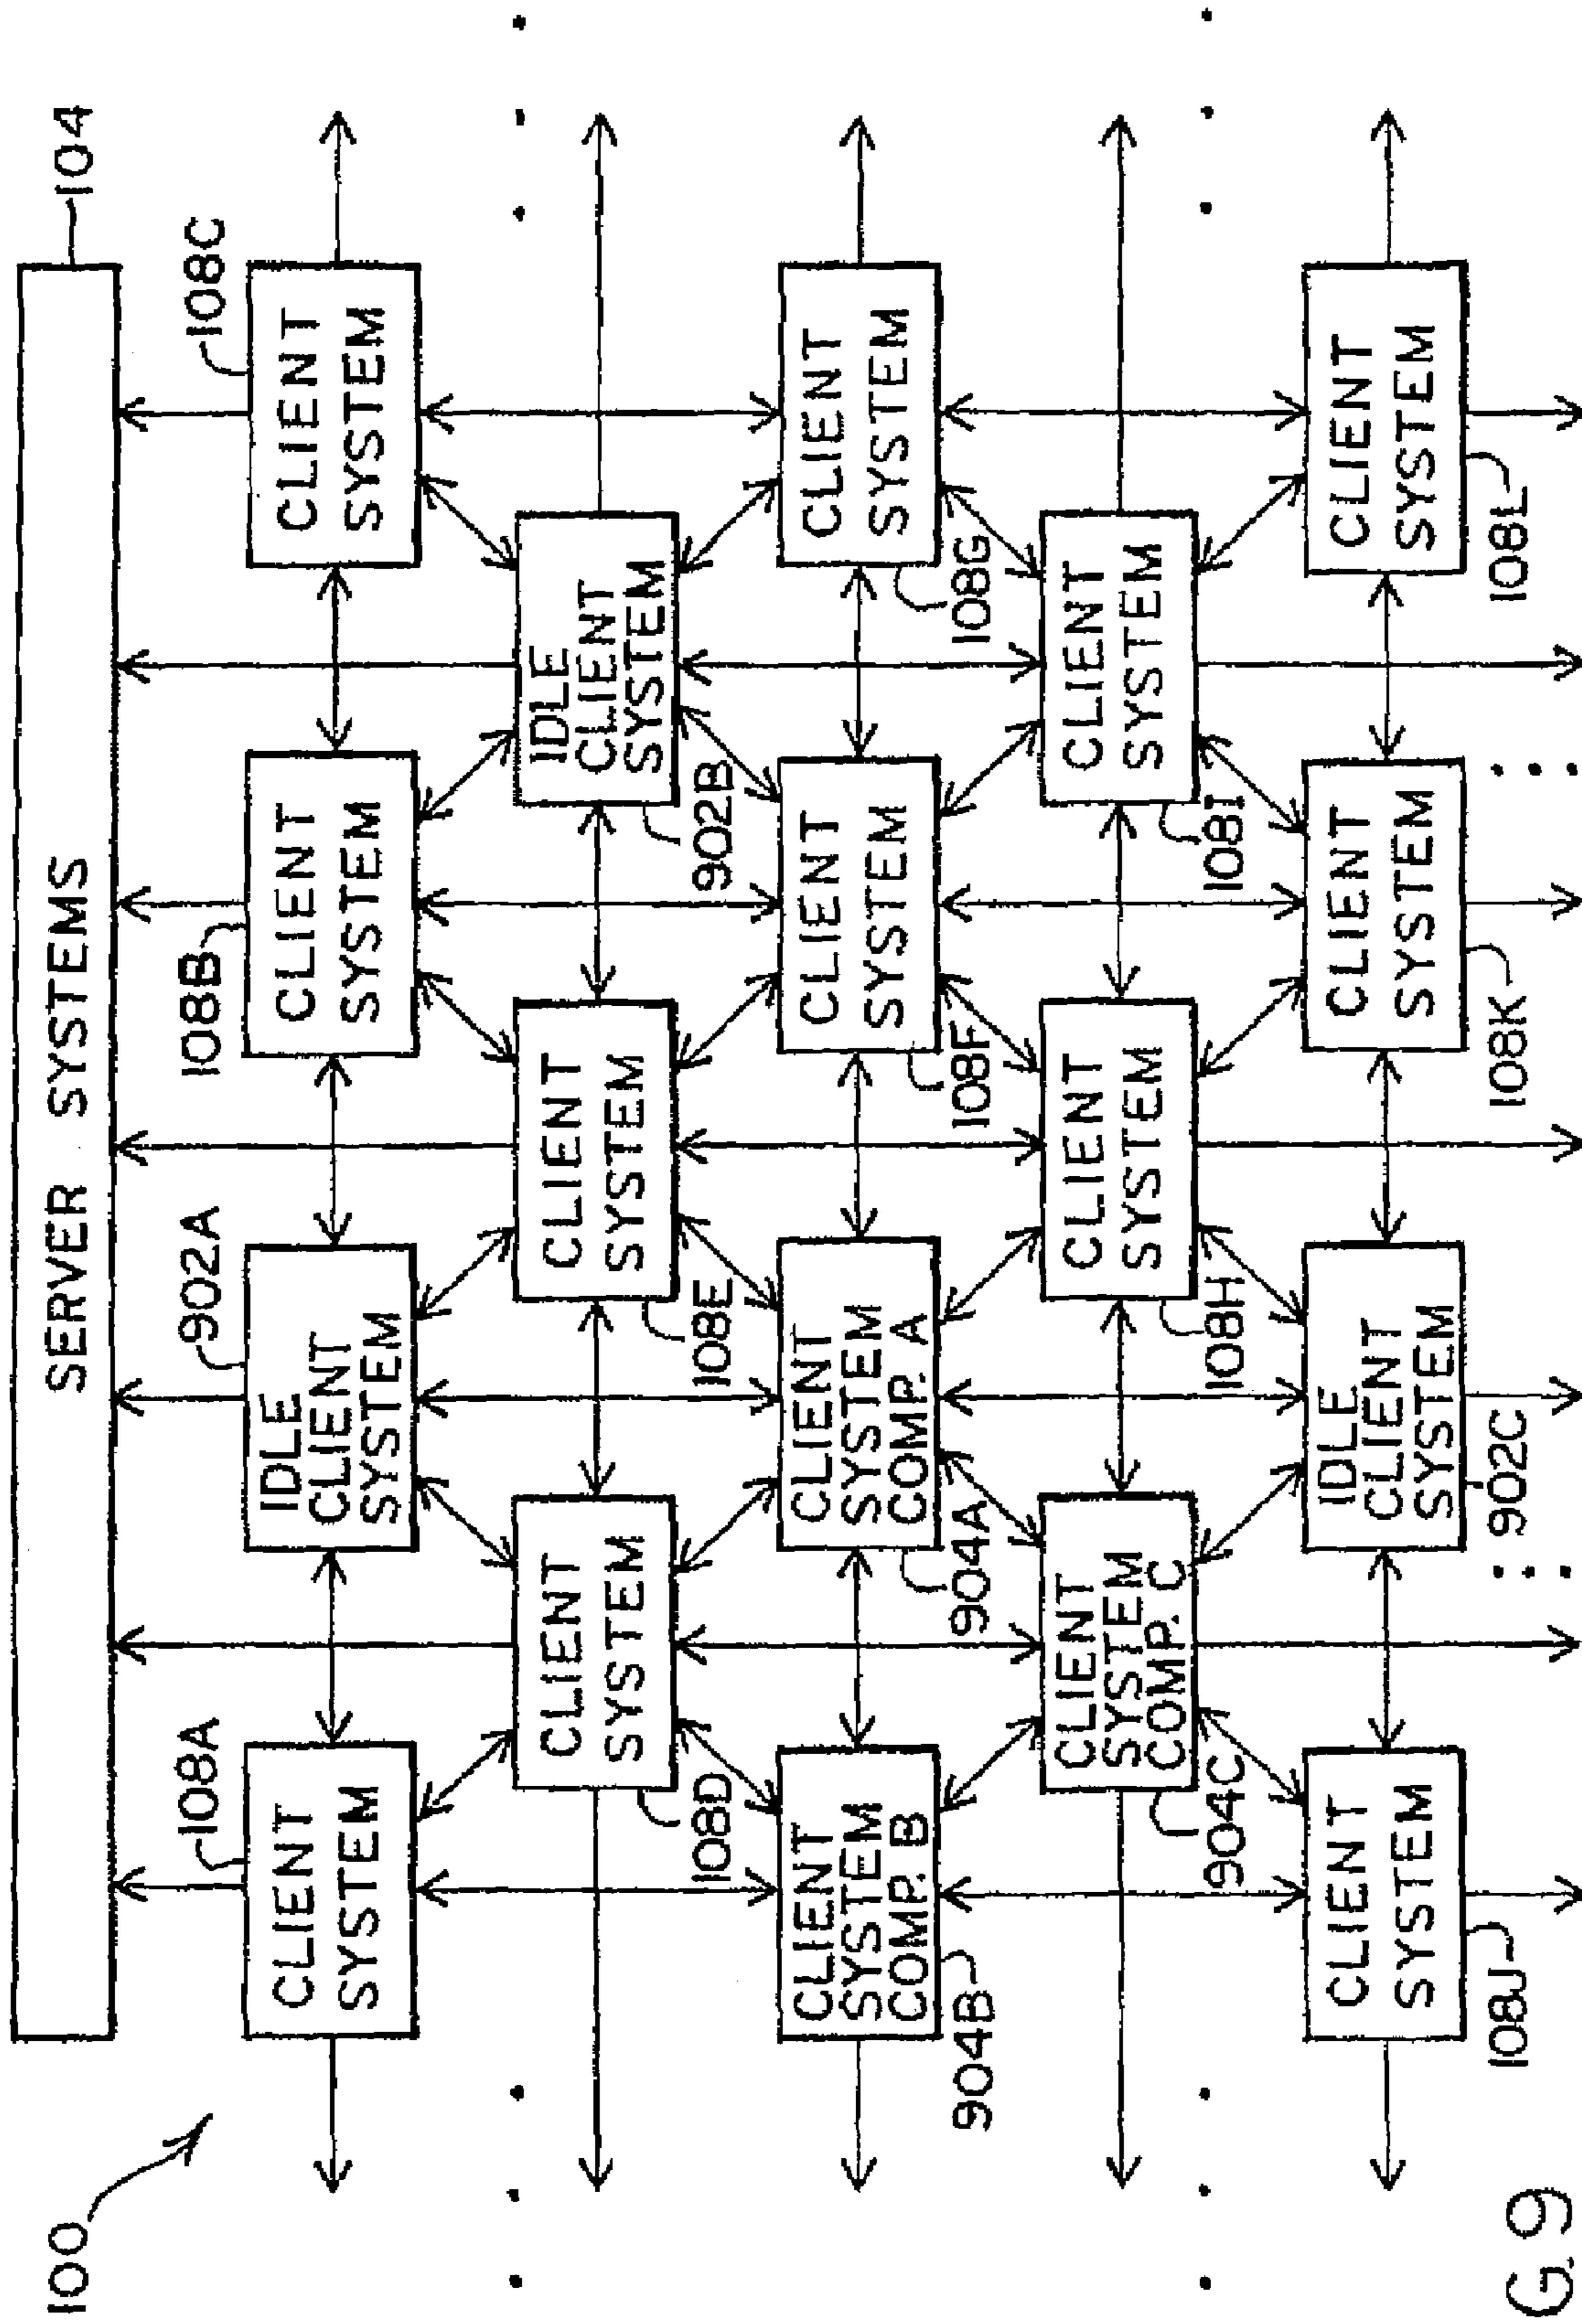 100
SERVER SYSTEMS
104
108A
902A
108B
108C
CLIENT
SYSTEM
IDLE
CLIENT
SYSTEM
CLIENT
SYSTEM
CLIENT
SYSTEM
CLIENT
SYSTEM
CLIENT
SYSTEM
IDLE
CLIENT
SYSTEM
108D
108E
902B
CLIENT
SYSTEM
COMP. B
CLIENT
SYSTEM
COMP. A
CLIENT
SYSTEM
CLIENT
SYSTEM
904B
904A
108F
108G
CLIENT
SYSTEM
COMP. C
CLIENT
SYSTEM
CLIENT
SYSTEM
904C
108H
108I
CLIENT
SYSTEM
IDLE
CLIENT
SYSTEM
CLIENT
SYSTEM
CLIENT
SYSTEM
108J
902C
108K
108L
G. 9